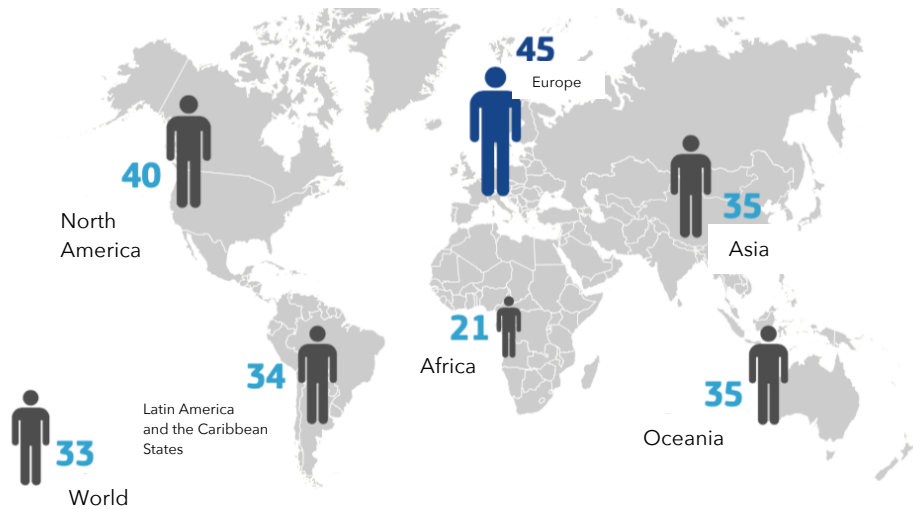 45
Europe
40
North
America
35
Asia
21
Africa
34
Latin America
and the Caribbean
States
35
Oceania
33
World